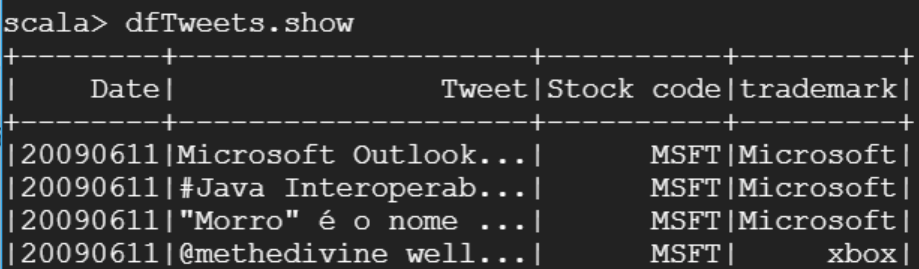 scala> dfTweets.show
+--------+--------------------+----------+---------+
|    Date|               Tweet|Stock code|trademark|
+--------+--------------------+----------+---------+
|20090611|Microsoft Outlook...|      MSFT|Microsoft|
|20090611|#Java Interoperab...|      MSFT|Microsoft|
|20090611|"Morro" é o nome ...|      MSFT|Microsoft|
|20090611|@methedivine well...|      MSFT|     xbox|